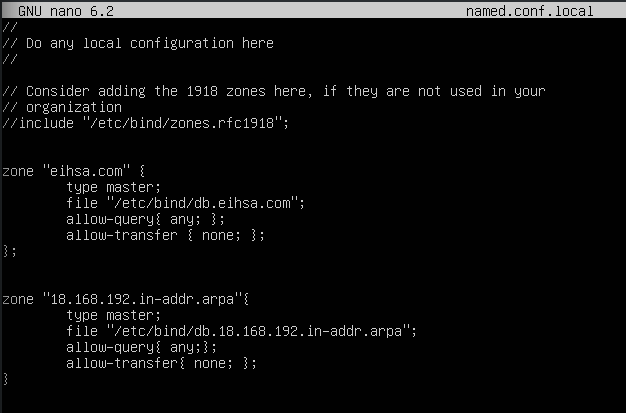 GNU nano 6.2 named.conf.local
//
// Do any local configuration here
//
// Consider adding the 1918 zones here, if they are not used in your
// organization
//include "/etc/bind/zones.rfc1918";
zone "eihsa.com" {
type master;
file "/etc/bind/db.eihsa.com";
allow-query{ any; };
allow-transfer { none; };
};
zone "18.168.192.in-addr.arpa"{
type master;
file "/etc/bind/db.18.168.192.in-addr.arpa";
allow-query{ any;};
allow-transfer{ none; };
}